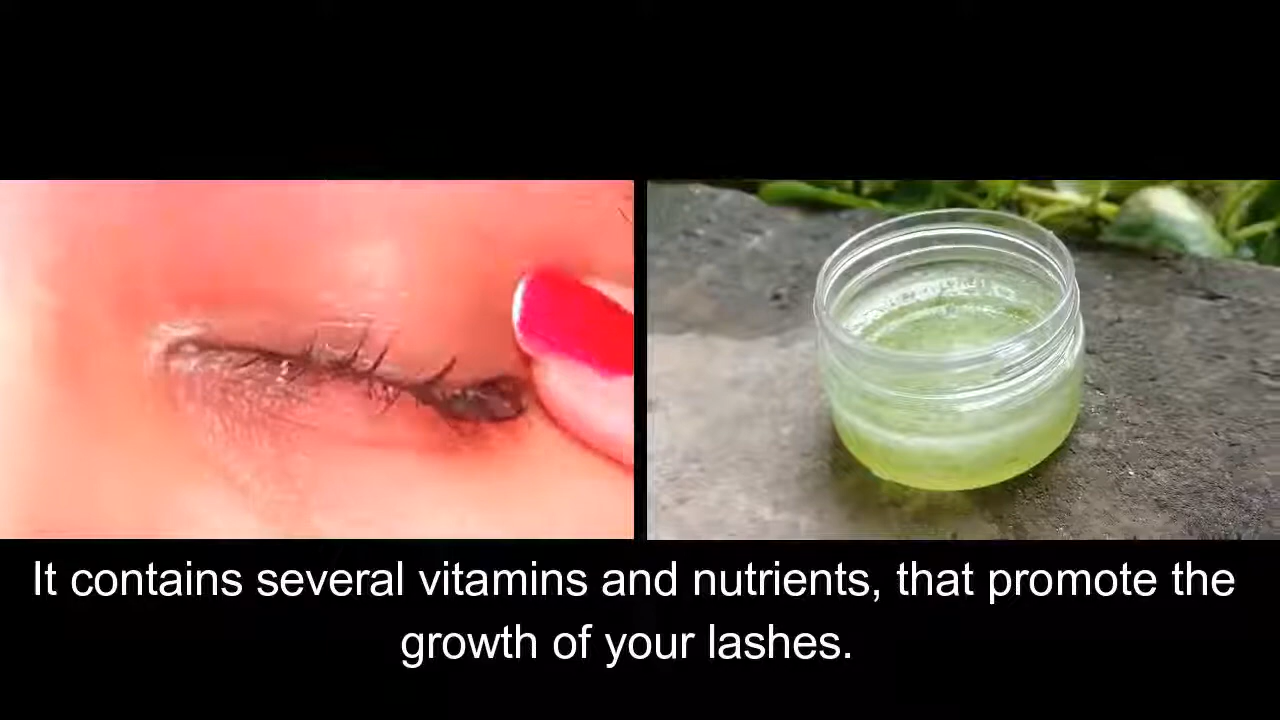 It contains several vitamins and nutrients, that promote the
growth of your lashes.